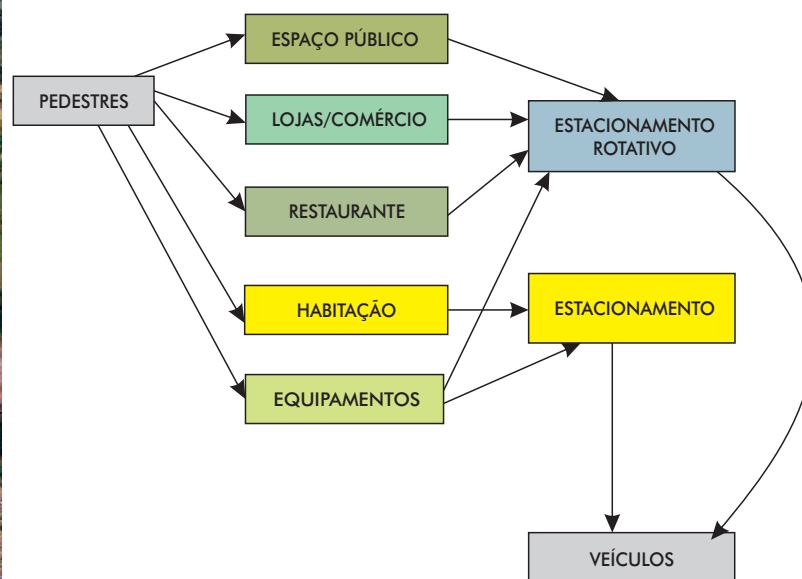 PEDESTRES
ESPAÇO PÚBLICO
LOJAS/COMÉRCIO
RESTAURANTE
HABITAÇÃO
EQUIPAMENTOS
ESTACIONAMENTO
ROTATIVO
ESTACIONAMENTO
VEÍCULOS